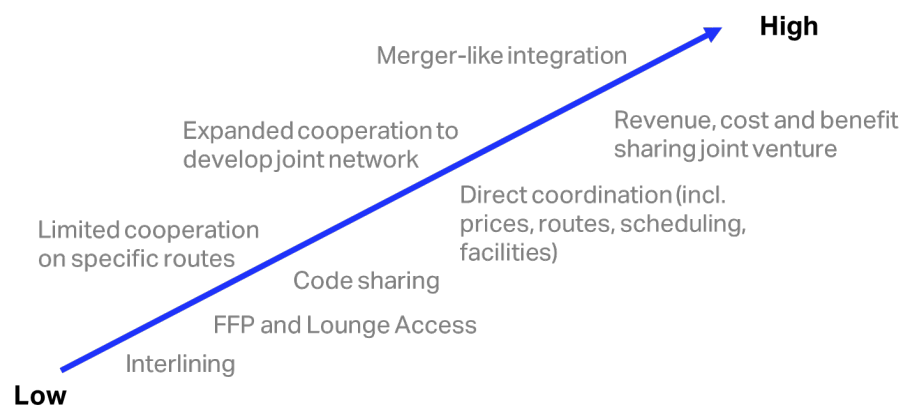 High
Merger-like integration
Revenue, cost and benefit
sharing joint venture
Expanded cooperation to
develop joint network
Direct coordination (incl.
prices, routes, scheduling,
facilities)
Limited cooperation
on specific routes
Code sharing
FFP and Lounge Access
Interlining
Low